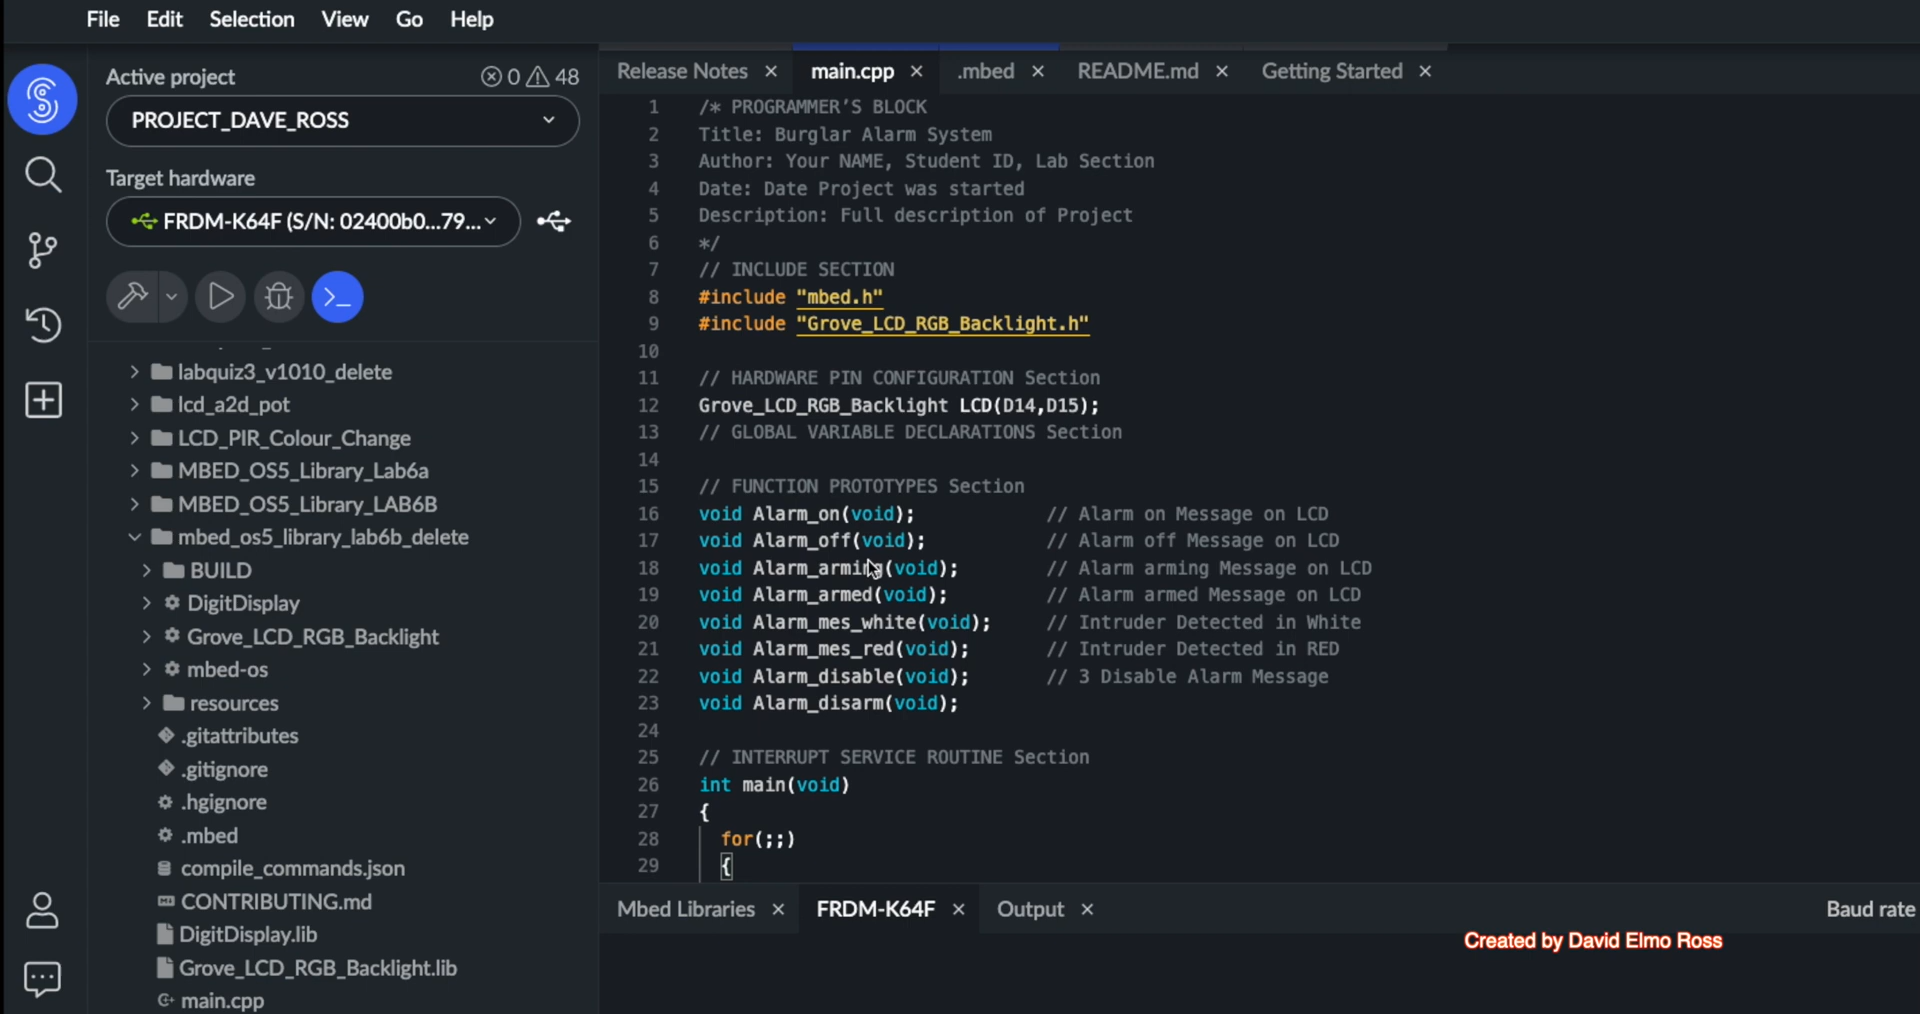 File Edit Selection View Go Help
Active project 0 48
PROJECT_DAVE_ROSS
Target hardware
FRDM-K64F (S/N: 02400b0...79...
labquiz3_v1010_delete
lcd_a2d_pot
LCD_PIR_Colour_Change
MBED_OS5_Library_Lab6a
MBED_OS5_Library_LAB6B
mbed_os5_library_lab6b_delete
BUILD
DigitDisplay
Grove_LCD_RGB_Backlight
mbed-os
resources
.gitattributes
.gitignore
.hgignore
.mbed
compile_commands.json
CONTRIBUTING.md
DigitDisplay.lib
Grove_LCD_RGB_Backlight.lib
main.cpp
Release Notes × main.cpp × .mbed × README.md × Getting Started ×
1 /* PROGRAMMER'S BLOCK
2 Title: Burglar Alarm System
3 Author: Your NAME, Student ID, Lab Section
4 Date: Date Project was started
5 Description: Full description of Project
6 */
7 // INCLUDE SECTION
8 #include "mbed.h"
9 #include "Grove_LCD_RGB_Backlight.h"
10
11 // HARDWARE PIN CONFIGURATION Section
12 Grove_LCD_RGB_Backlight LCD(D14,D15);
13 // GLOBAL VARIABLE DECLARATIONS Section
14
15 // FUNCTION PROTOTYPES Section
16 void Alarm_on(void); // Alarm on Message on LCD
17 void Alarm_off(void); // Alarm off Message on LCD
18 void Alarm_arming(void); // Alarm arming Message on LCD
19 void Alarm_armed(void); // Alarm armed Message on LCD
20 void Alarm_mes_white(void); // Intruder Detected in White
21 void Alarm_mes_red(void); // Intruder Detected in RED
22 void Alarm_disable(void); // 3 Disable Alarm Message
23 void Alarm_disarm(void);
24
25 // INTERRUPT SERVICE ROUTINE Section
26 int main(void)
27 {
28 for(;;)
29 {
Mbed Libraries × FRDM-K64F × Output × Baud rate
Created by David Elmo Ross